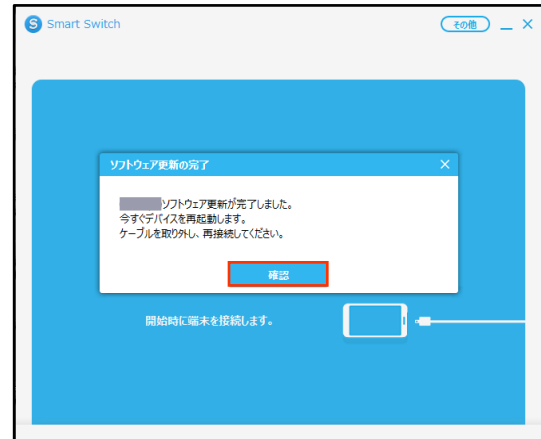 S Smart Switch その他
ソフトウェア更新の完了
ソフトウェア更新が完了しました。
今すぐデバイスを再起動します。
ケーブルを取り外し、再接続してください。
確認
開始時に端末を接続します。